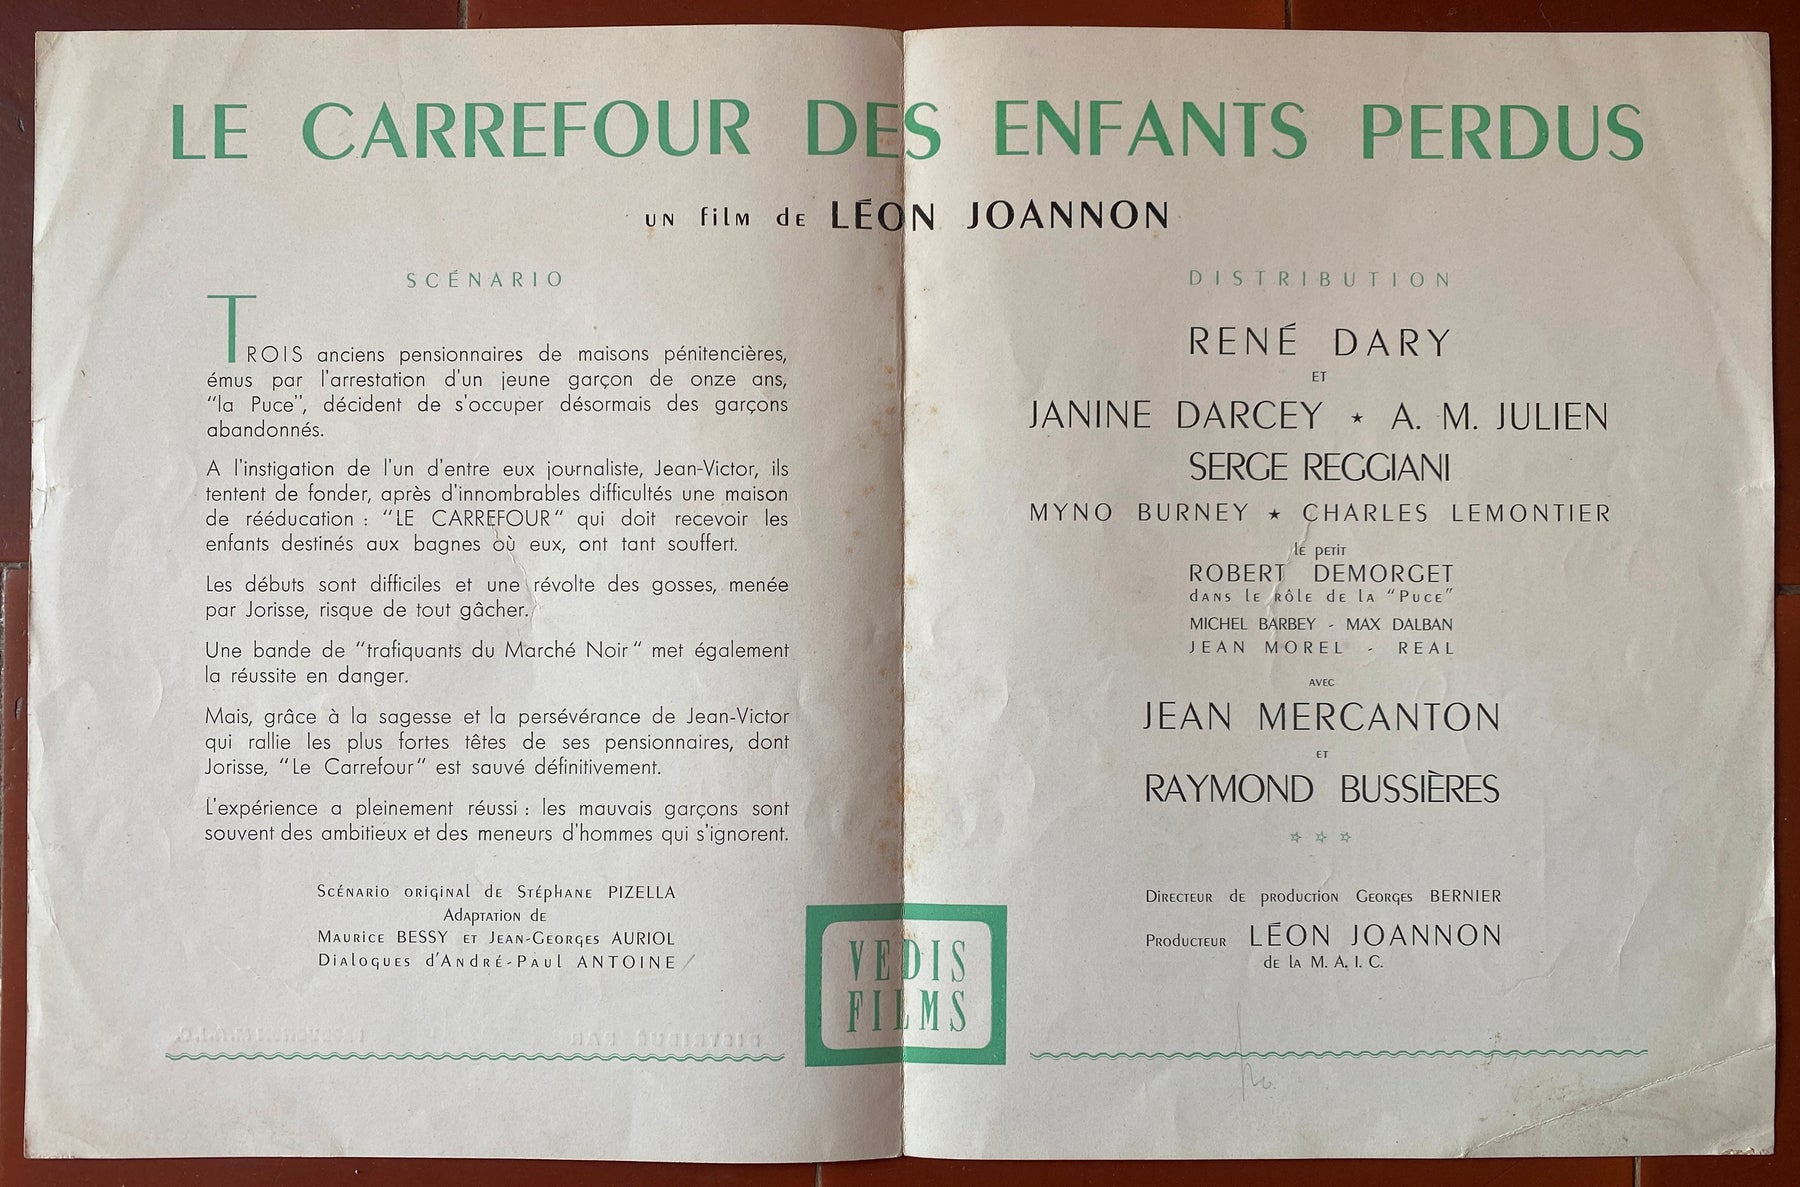 LE CARREFOUR DES ENFANTS PERDUS
UN film dE LÉON JOANNON
SCÉNARIO
TROIS anciens pensionnaires de maisons pénitencières,
émus par l'arrestation d'un jeune garçon de onze ans,
“la Puce”, décident de s'occuper désormais des garçons
abandonnés.
A l'instigation de l'un d'entre eux journaliste, Jean-Victor, ils
tentent de fonder, après d'innombrables difficultés une maison
de rééducation : “LE CARREFOUR“ qui doit recevoir les
enfants destinés aux bagnes où eux, ont tant souffert.
Les débuts sont difficiles et une révolte des gosses, menée
par Jorisse, risque de tout gâcher.
Une bande de “trafiquants du Marché Noir“ met également
la réussite en danger.
Mais, grâce à la sagesse et la persévérance de Jean-Victor
qui rallie les plus fortes têtes de ses pensionnaires, dont
Jorisse, “Le Carrefour“ est sauvé définitivement.
L'expérience a pleinement réussi : les mauvais garçons sont
souvent des ambitieux et des meneurs d'hommes qui s'ignorent.
Scénario original de Stéphane PIZELLA
Adaptation de
Maurice BESSY et Jean-Georges AURIOL
Dialogues d'André-Paul ANTOINE
DISTRIBUTION
RENÉ DARY
ET
JANINE DARCEY ★ A. M. JULIEN
SERGE REGGIANI
MYNO BURNEY ★ CHARLES LEMONTIER
le petit
ROBERT DEMORGET
dans le rôle de la “Puce”
MICHEL BARBEY - MAX DALBAN
JEAN MOREL - REAL
AVEC
JEAN MERCANTON
ET
RAYMOND BUSSIÈRES
☆ ☆ ☆
Directeur de production Georges BERNIER
Producteur LÉON JOANNON
de la M. A. I. C.
VEDIS
FILMS